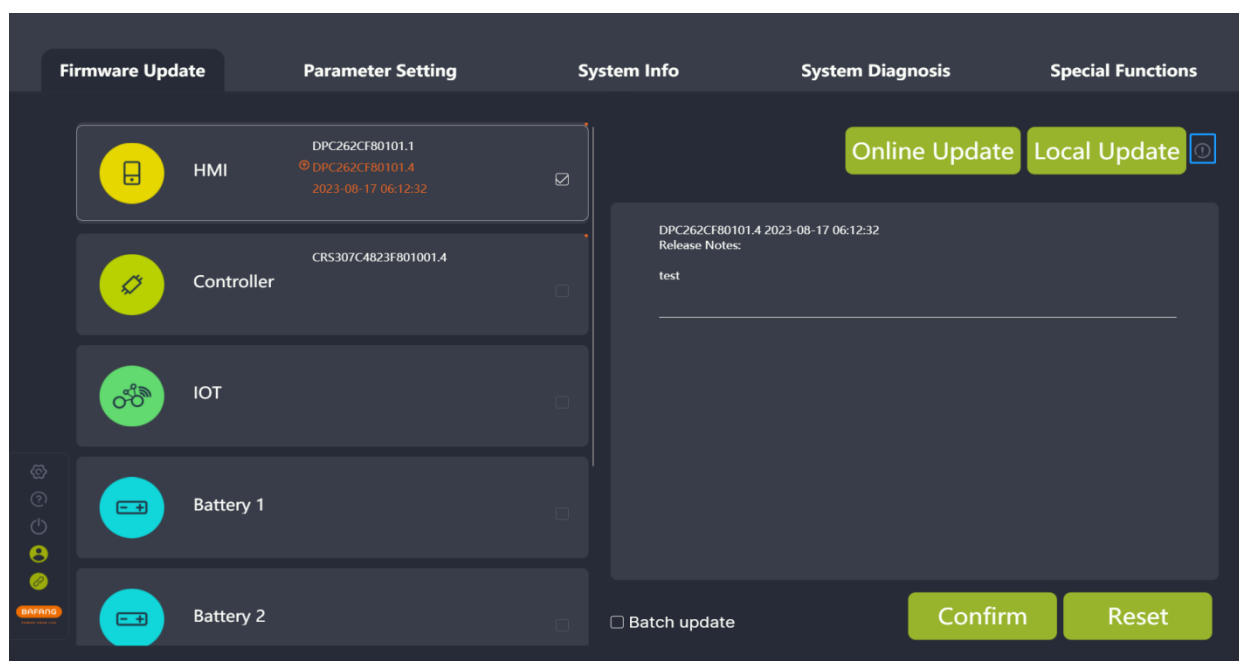 Firmware Update
Parameter Setting
System Info
System Diagnosis
Special Functions
HMI
DPC262CF80101.1
DPC262CF80101.4
2023-08-17 06:12:32
Controller
CRS307C4823F801001.4
IOT
Battery 1
Battery 2
Online Update
Local Update
DPC262CF80101.4 2023-08-17 06:12:32
Release Notes:
test
Batch update
Confirm
Reset
BAFANG